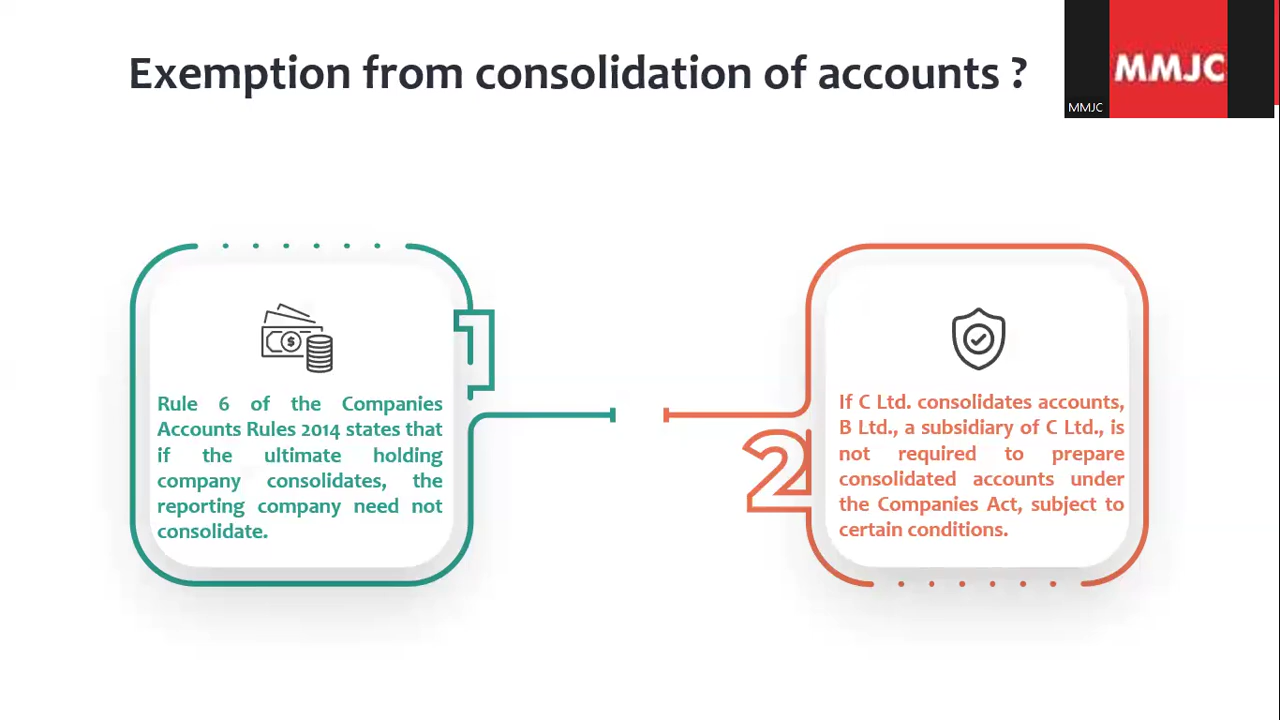 Exemption from consolidation of accounts ?
MMJC
MMJC
1
Rule 6 of the Companies
Accounts Rules 2014 states that
if the ultimate holding
company consolidates, the
reporting company need not
consolidate.
2
If C Ltd. consolidates accounts,
B Ltd., a subsidiary of C Ltd., is
not required to prepare
consolidated accounts under
the Companies Act, subject to
certain conditions.